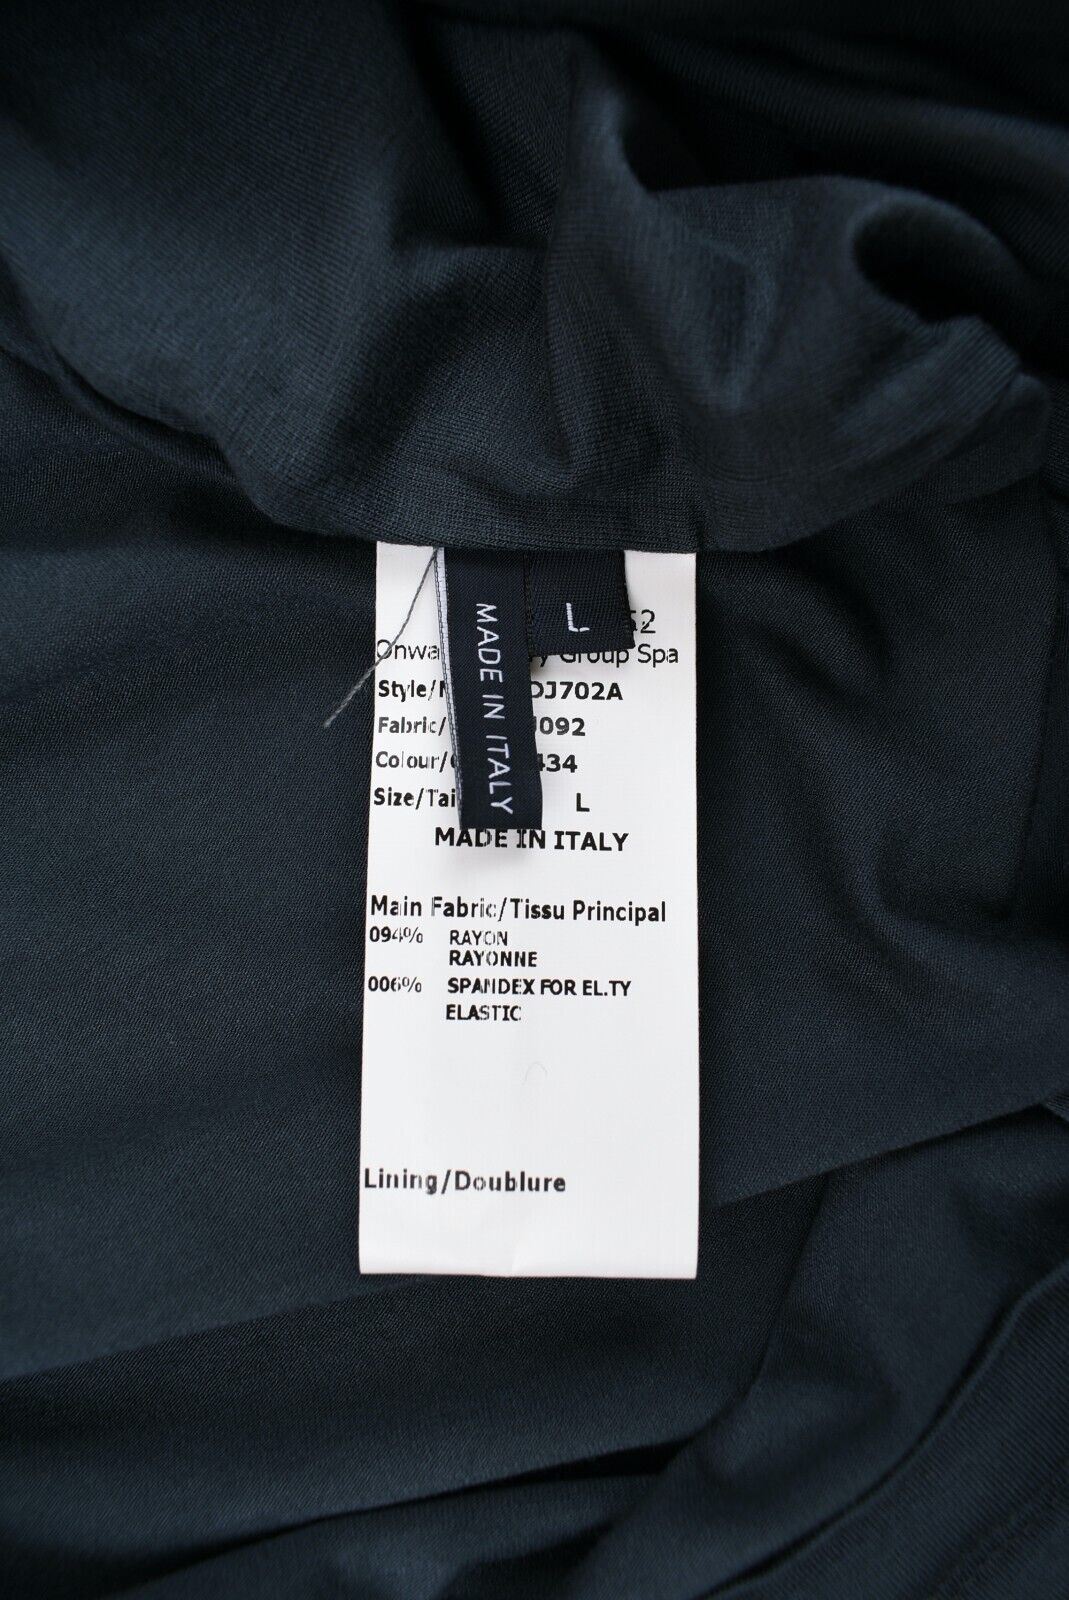 L
52
MADE IN ITALY
Group Spa
Style/ DJ702A
Fabric/ J092
Colour/ 434
Size/Tai L
MADE IN ITALY
Main Fabric/Tissu Principal
094% RAYON
RAYONNE
006% SPANDEX FOR EL.TY
ELASTIC
Lining/Doublure